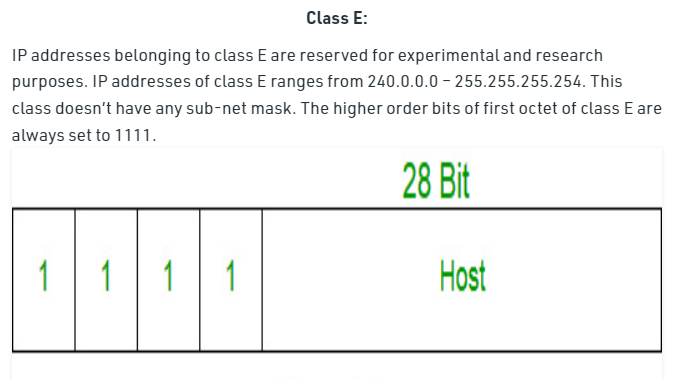 Class E:
IP addresses belonging to class E are reserved for experimental and research
purposes. IP addresses of class E ranges from 240.0.0.0 – 255.255.255.254. This
class doesn’t have any sub-net mask. The higher order bits of first octet of class E are
always set to 1111.
28 Bit
1 1 1 1 Host